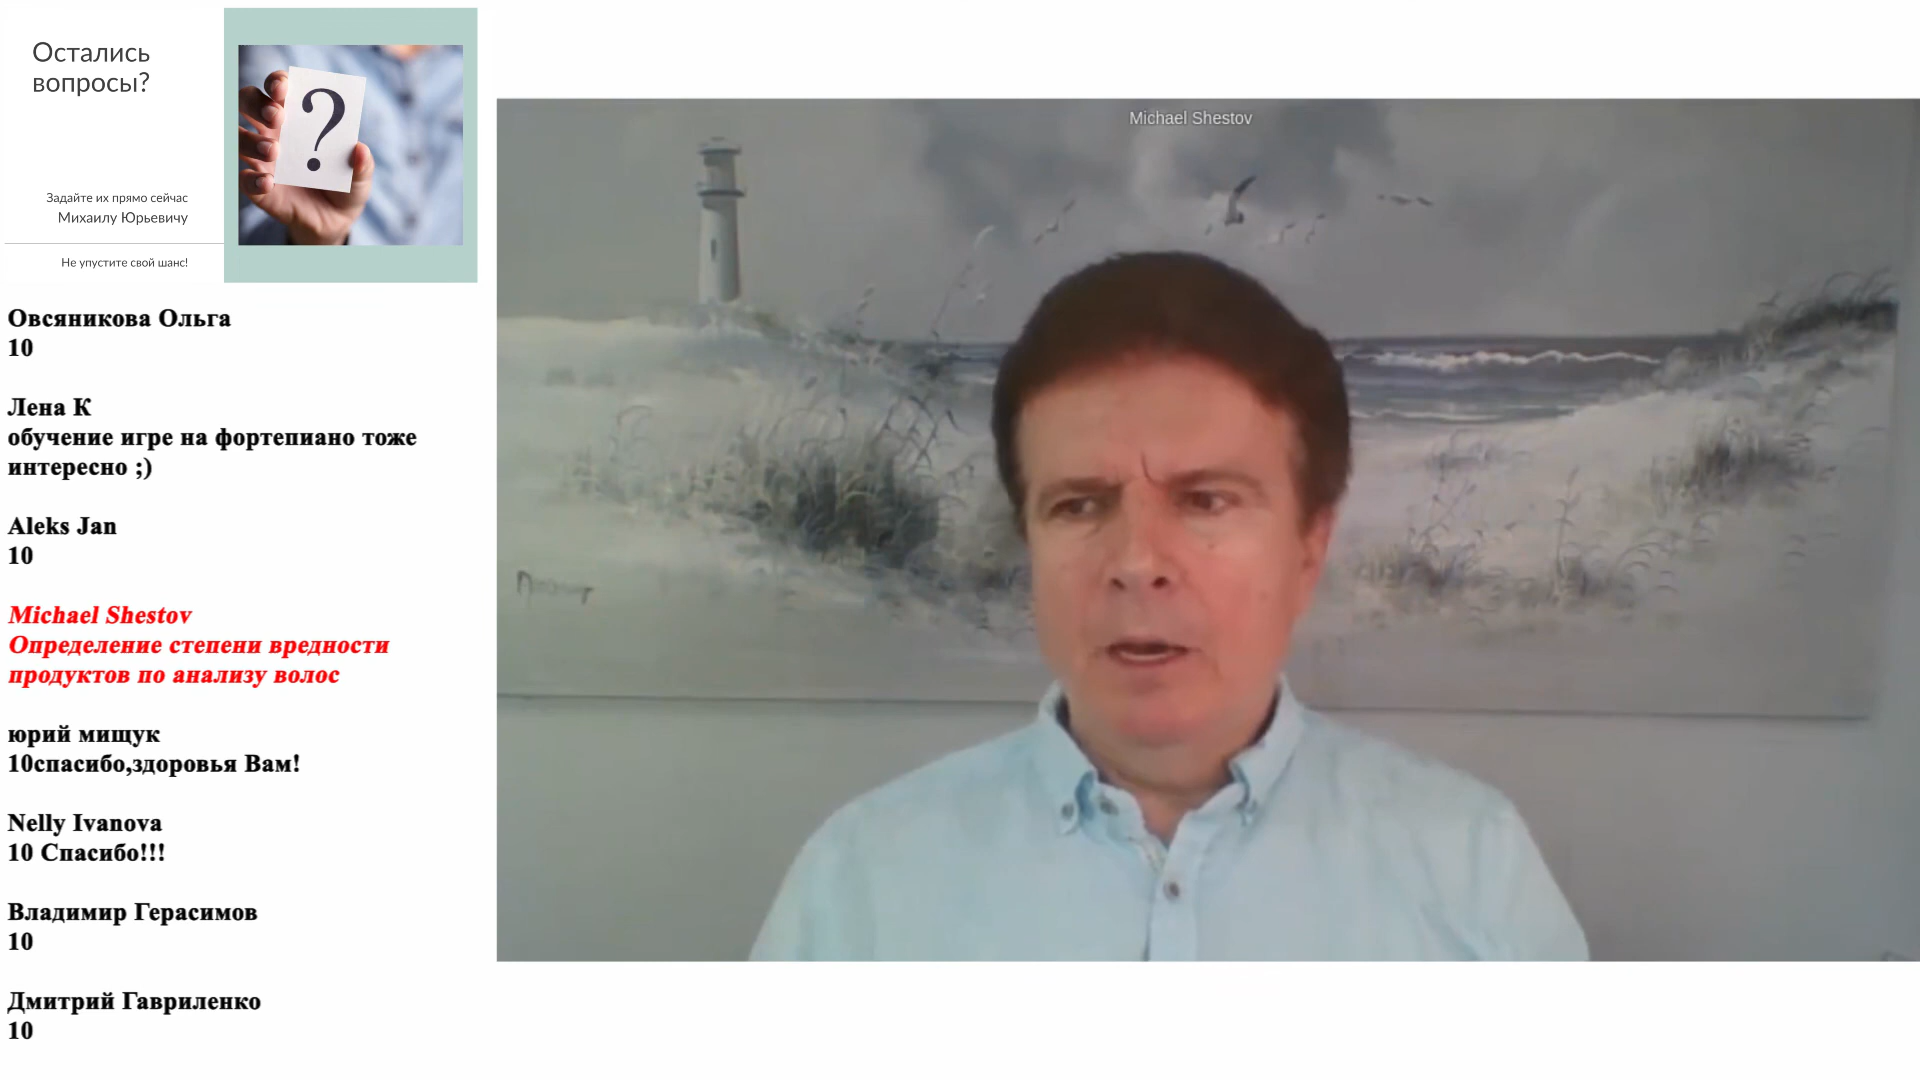 Остались
вопросы?
?
Задайте их прямо сейчас
Михаилу Юрьевичу
Не упустите свой шанс!
Michael Shestov
Овсяникова Ольга
10
Лена К
обучение игре на фортепиано тоже
интересно ;)
Aleks Jan
10
Michael Shestov
Определение степени вредности
продуктов по анализу волос
юрий мищук
10спасибо,здоровья Вам!
Nelly Ivanova
10 Спасибо!!!
Владимир Герасимов
10
Дмитрий Гавриленко
10